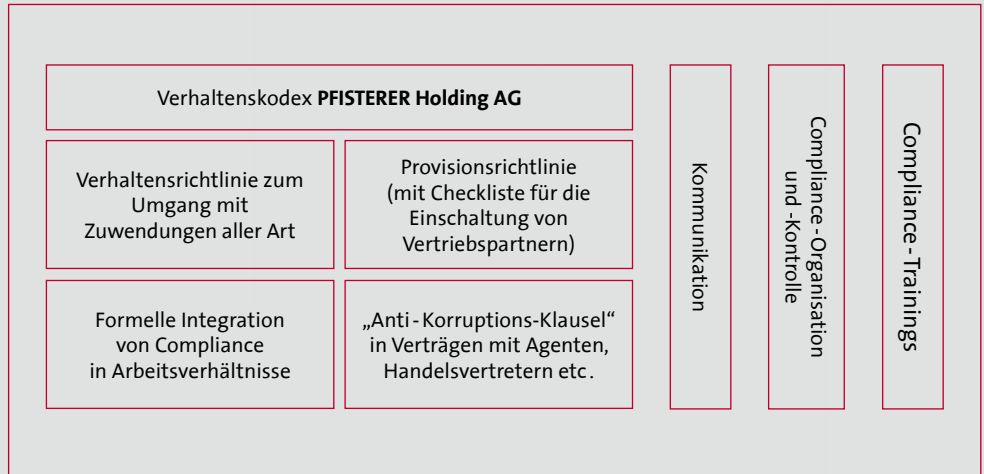 Verhaltenskodex PFISTERER Holding AG
Verhaltensrichtlinie zum
Umgang mit
Zuwendungen aller Art
Provisionsrichtlinie
(mit Checkliste für die
Einschaltung von
Vertriebspartnern)
Formelle Integration
von Compliance
in Arbeitsverhältnisse
„Anti-Korruptions-Klausel“
in Verträgen mit Agenten,
Handelsvertretern etc.
Kommunikation
Compliance-Organisation
und -Kontrolle
Compliance-Trainings